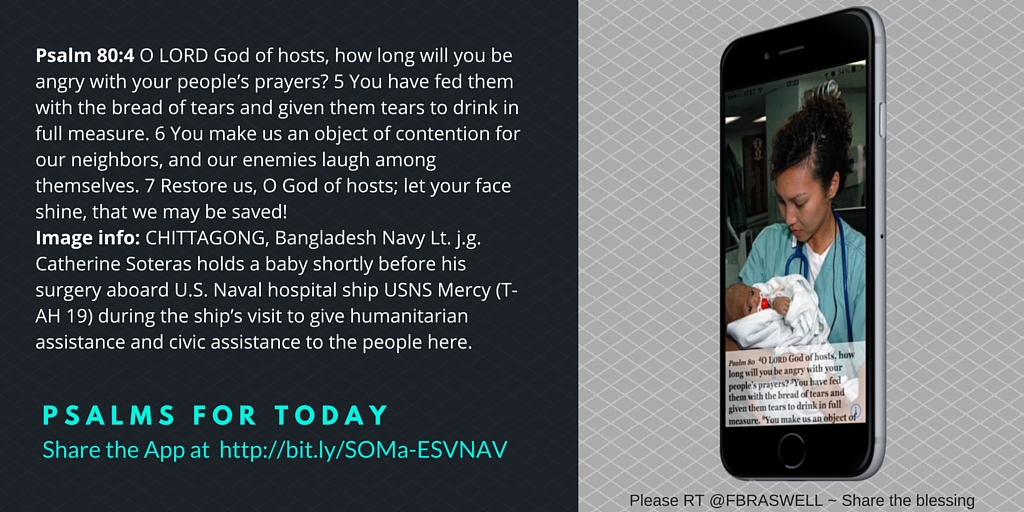 Psalm 80:4 O LORD God of hosts, how long will you be
angry with your people’s prayers? 5 You have fed them
with the bread of tears and given them tears to drink in
full measure. 6 You make us an object of contention for
our neighbors, and our enemies laugh among
themselves. 7 Restore us, O God of hosts; let your face
shine, that we may be saved!
Image info: CHITTAGONG, Bangladesh Navy Lt. j.g.
Catherine Soteras holds a baby shortly before his
surgery aboard U.S. Naval hospital ship USNS Mercy (T-
AH 19) during the ship’s visit to give humanitarian
assistance and civic assistance to the people here.
PSALMS FOR TODAY
Share the App at http://bit.ly/SOMa-ESVNAV
Psalm 80 4O LORD God of hosts, how
long will you be angry with your
people's prayers? 5You have fed
them with the bread of tears and
given them tears to drink in full
measure. 6You make us an object of
Please RT @FBRASWELL ~ Share the blessing